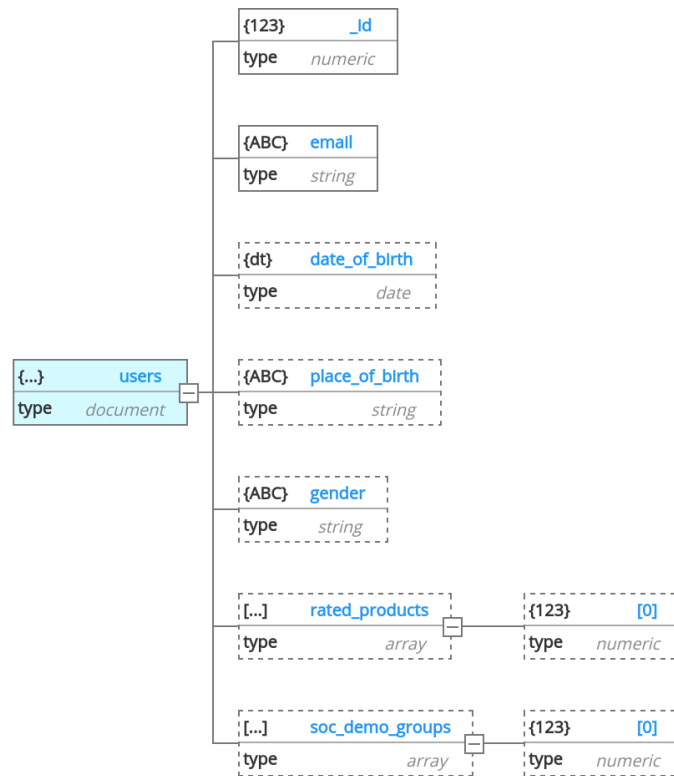 {123} _id
type numeric
{ABC} email
type string
{dt} date_of_birth
type date
{...} users
type document
{ABC} place_of_birth
type string
{ABC} gender
type string
[...] rated_products
type array
{123} [0]
type numeric
[...] soc_demo_groups
type array
{123} [0]
type numeric